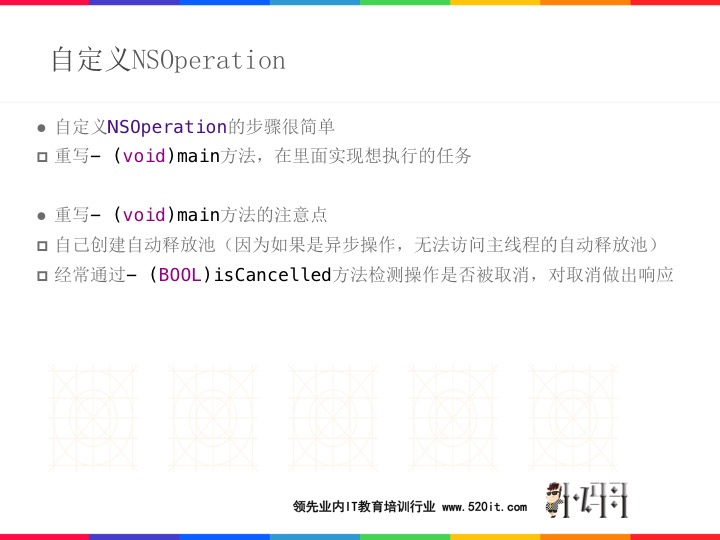 自定义NSOperation
自定义NSOperation的步骤很简单
重写- (void)main方法，在里面实现想执行的任务
重写- (void)main方法的注意点
自己创建自动释放池（因为如果是异步操作，无法访问主线程的自动释放池）
经常通过- (BOOL)isCancelled方法检测操作是否被取消，对取消做出响应
领先业内IT教育培训行业 www.520it.com
小码哥